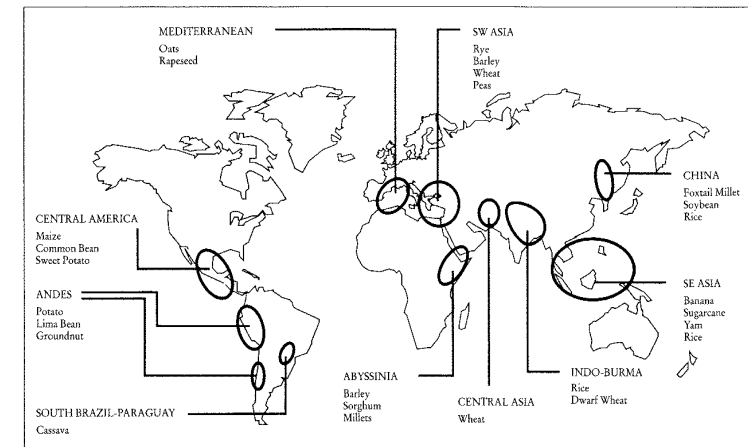 MEDITERRANEAN
Oats
Rapeseed
SW ASIA
Rye
Barley
Wheat
Peas
CHINA
Foxtail Millet
Soybean
Rice
CENTRAL AMERICA
Maize
Common Bean
Sweet Potato
ANDES
Potato
Lima Bean
Groundnut
SE ASIA
Banana
Sugarcane
Yam
Rice
SOUTH BRAZIL-PARAGUAY
Cassava
ABYSSINIA
Barley
Sorghum
Millets
CENTRAL ASIA
Wheat
INDO-BURMA
Rice
Dwarf Wheat